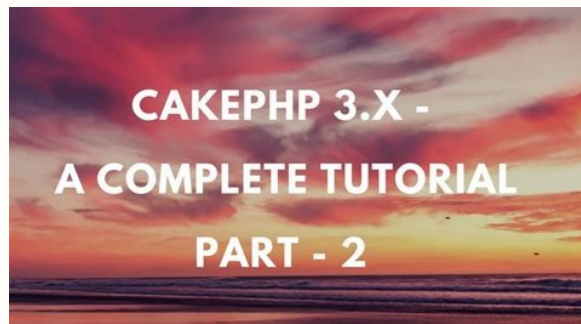 CAKEPHP 3.X -
A COMPLETE TUTORIAL
PART - 2